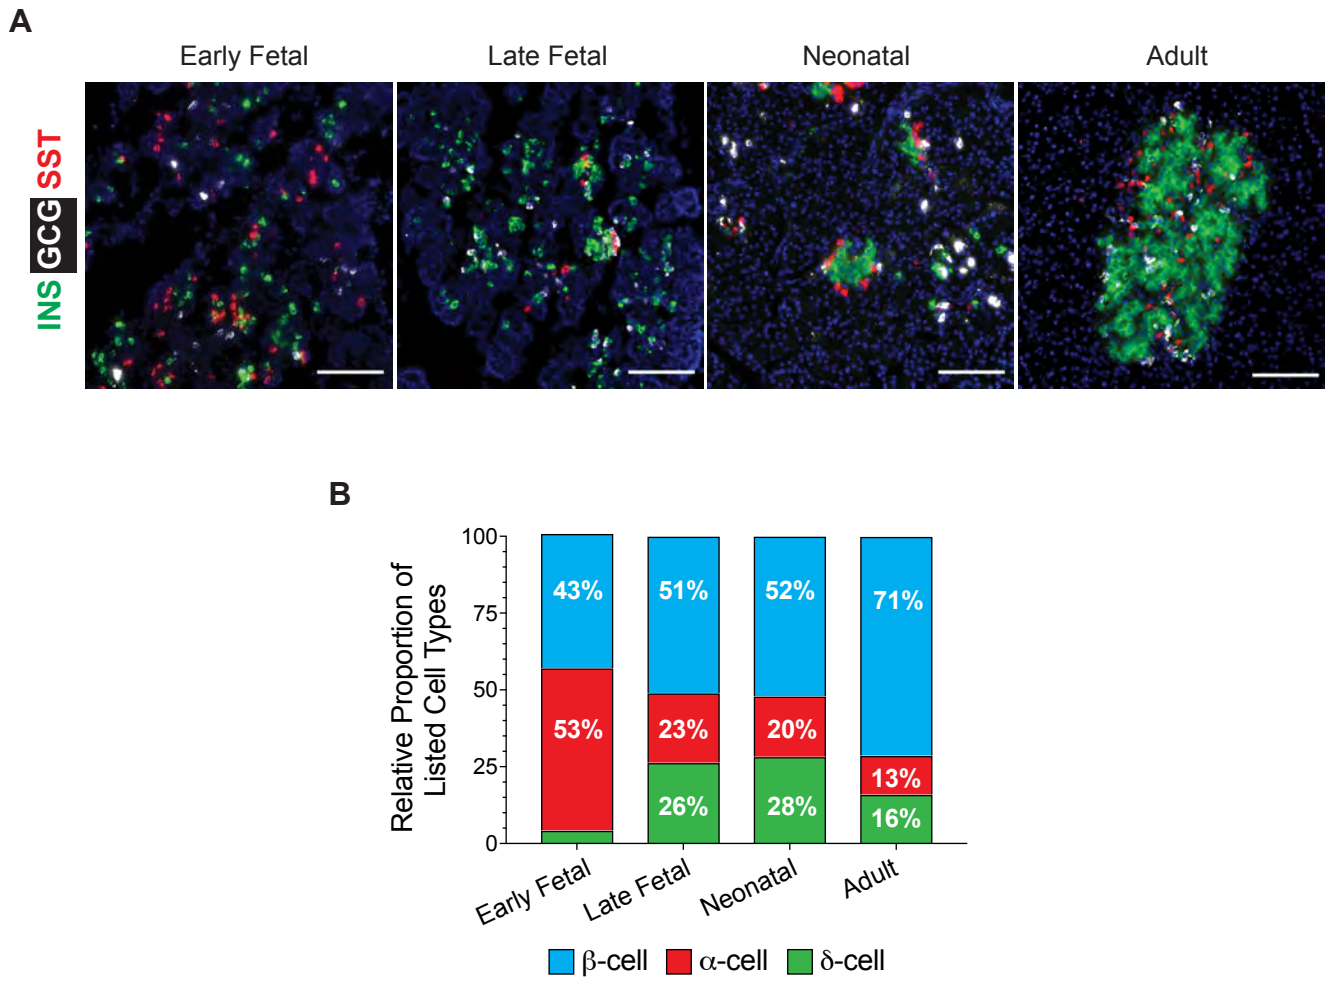 A
Early Fetal
Late Fetal
Neonatal
Adult
INS GCG SST
B
Relative Proportion of
Listed Cell Types
100
75
50
25
0
43%
53%
51%
23%
26%
52%
20%
28%
71%
13%
16%
Early Fetal
Late Fetal
Neonatal
Adult
β-cell
α-cell
δ-cell